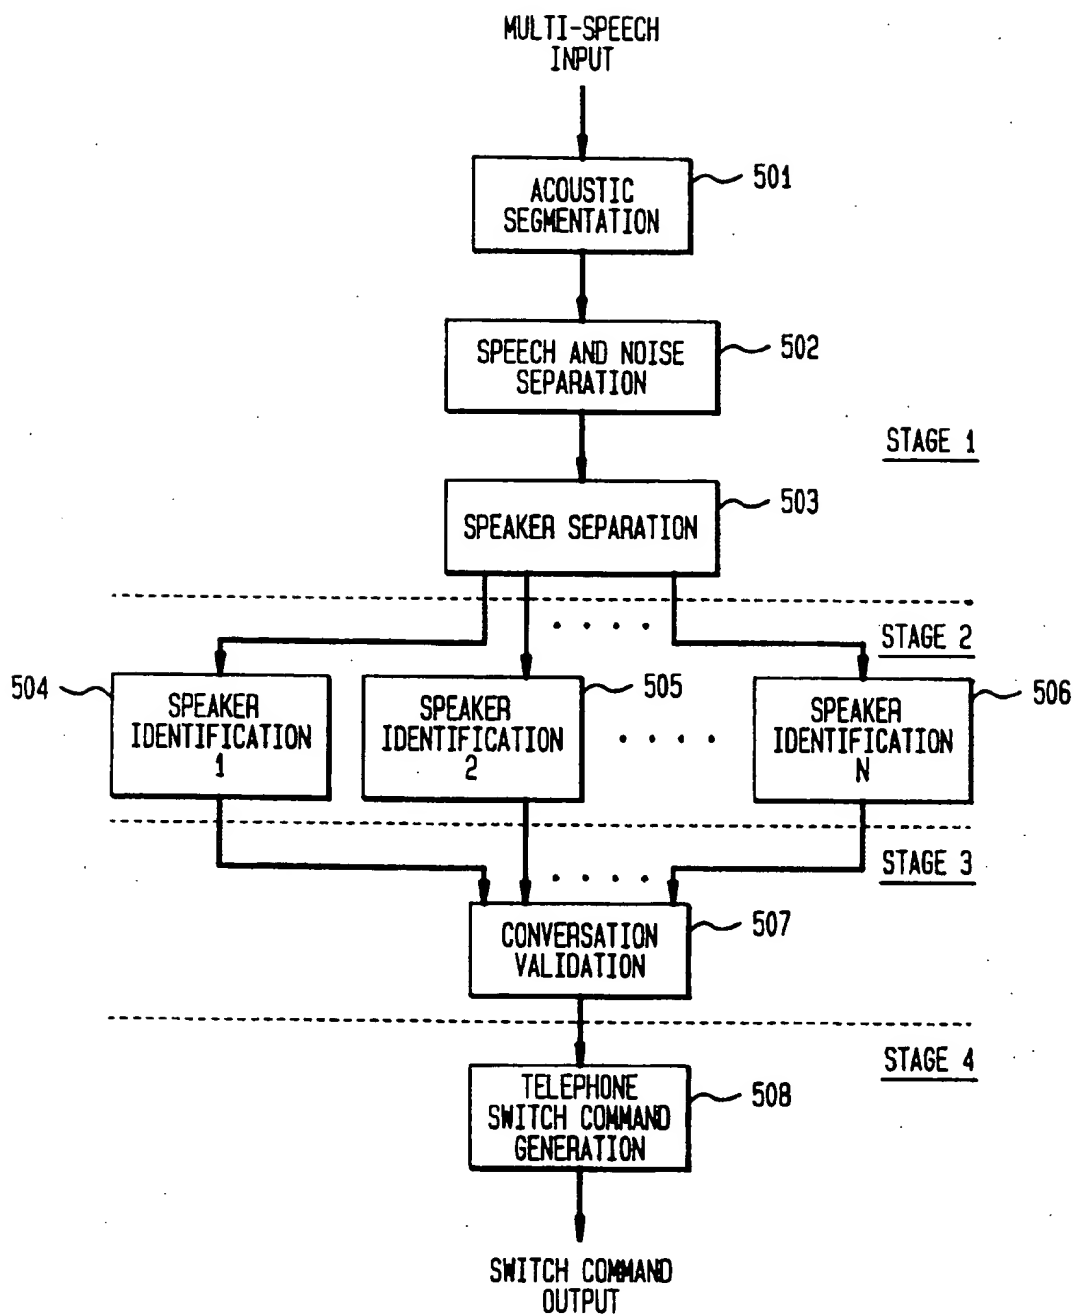 MULTI-SPEECH
INPUT
ACOUSTIC
SEGMENTATION
501
SPEECH AND NOISE
SEPARATION
502
STAGE 1
SPEAKER SEPARATION
503
STAGE 2
504
SPEAKER
IDENTIFICATION
1
SPEAKER
IDENTIFICATION
2
505
SPEAKER
IDENTIFICATION
N
506
STAGE 3
CONVERSATION
VALIDATION
507
STAGE 4
TELEPHONE
SWITCH COMMAND
GENERATION
508
SWITCH COMMAND
OUTPUT